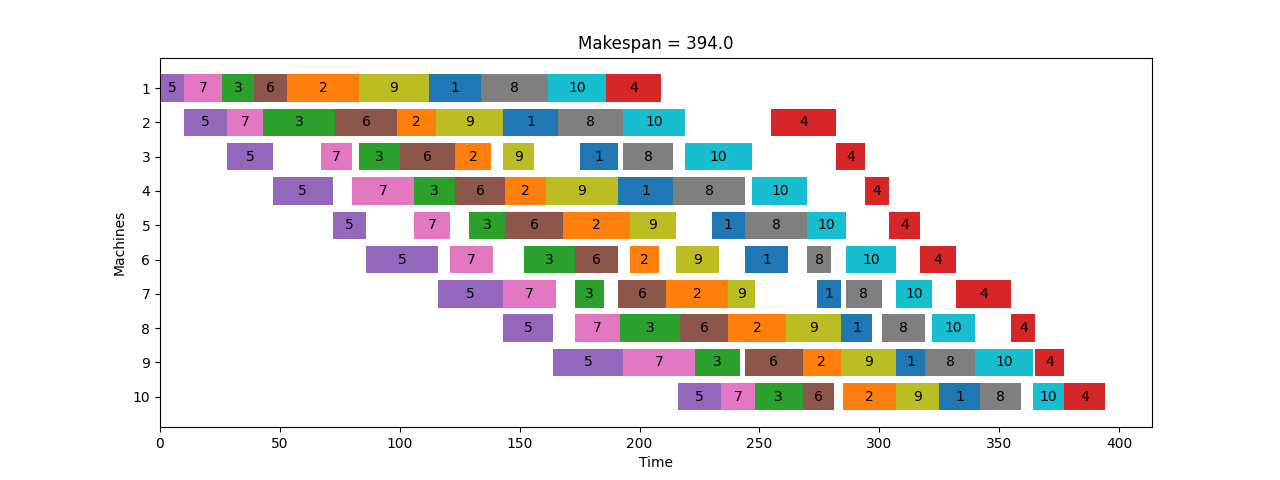 Makespan = 394.0
1 5 7 3 6 2 9 1 8 10 4
2 5 7 3 6 2 9 1 8 10 4
3 5 7 3 6 2 9 1 8 10 4
4 5 7 3 6 2 9 1 8 10 4
5 5 7 3 6 2 9 1 8 10 4
6 5 7 3 6 2 9 1 8 10 4
7 5 7 3 6 2 9 1 8 10 4
8 5 7 3 6 2 9 1 8 10 4
9 5 7 3 6 2 9 1 8 10 4
10 5 7 3 6 2 9 1 8 10 4
Machines
0 50 100 150 200 250 300 350 400
Time